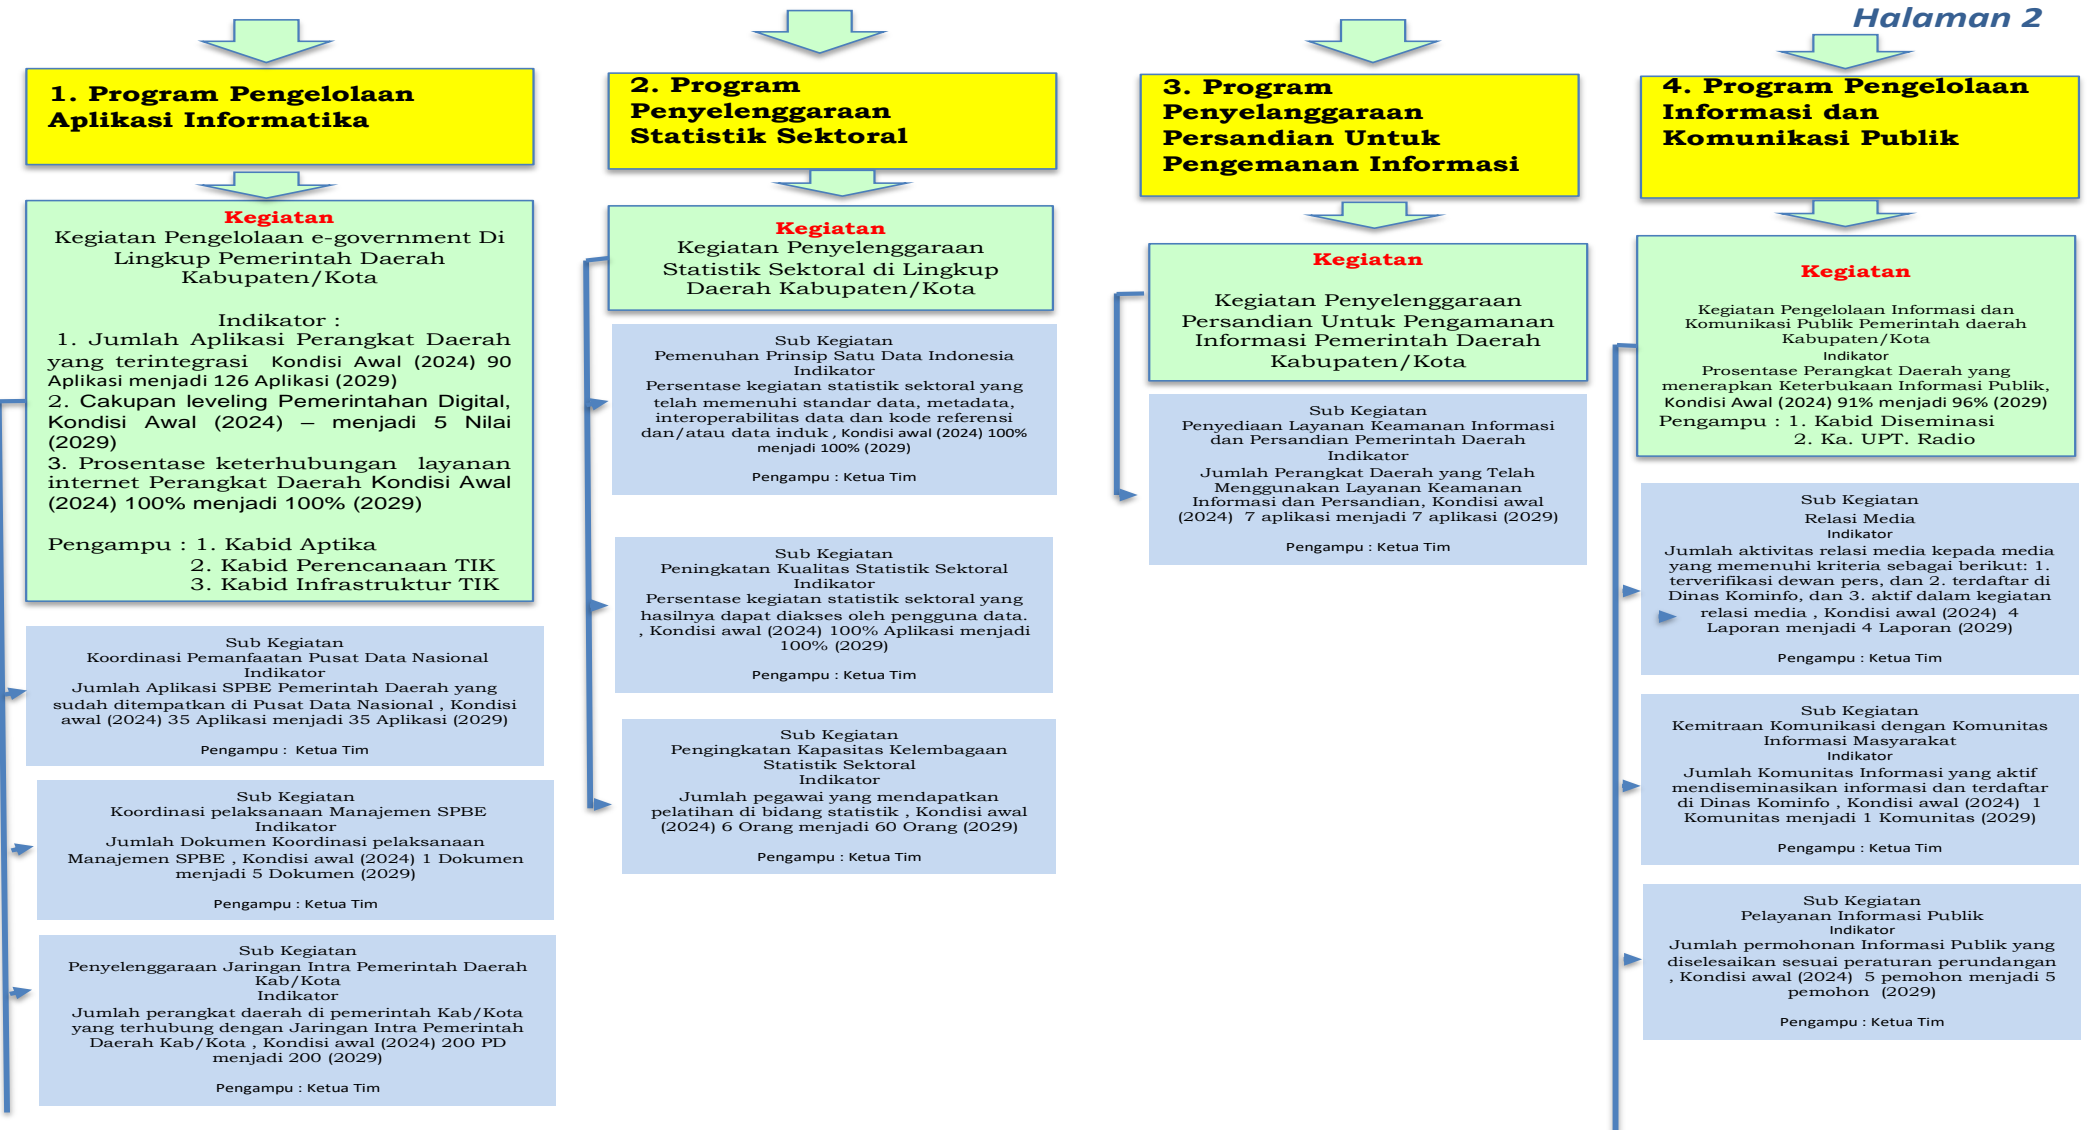 Halaman 2
1. Program Pengelolaan
Aplikasi Informatika
Kegiatan
Kegiatan Pengelolaan e-government Di
Lingkup Pemerintah Daerah
Kabupaten/Kota
Indikator :
1. Jumlah Aplikasi Perangkat Daerah
yang terintegrasi Kondisi Awal (2024) 90
Aplikasi menjadi 126 Aplikasi (2029)
2. Cakupan leveling Pemerintahan Digital,
Kondisi Awal (2024) – menjadi 5 Nilai
(2029)
3. Prosentase keterhubungan layanan
internet Perangkat Daerah Kondisi Awal
(2024) 100% menjadi 100% (2029)
Pengampu : 1. Kabid Aptika
2. Kabid Perencanaan TIK
3. Kabid Infrastruktur TIK
Sub Kegiatan
Koordinasi Pemanfaatan Pusat Data Nasional
Indikator
Jumlah Aplikasi SPBE Pemerintah Daerah yang
sudah ditempatkan di Pusat Data Nasional , Kondisi
awal (2024) 35 Aplikasi menjadi 35 Aplikasi (2029)
Pengampu : Ketua Tim
Sub Kegiatan
Koordinasi pelaksanaan Manajemen SPBE
Indikator
Jumlah Dokumen Koordinasi pelaksanaan
Manajemen SPBE , Kondisi awal (2024) 1 Dokumen
menjadi 5 Dokumen (2029)
Pengampu : Ketua Tim
Sub Kegiatan
Penyelenggaraan Jaringan Intra Pemerintah Daerah
Kab/Kota
Indikator
Jumlah perangkat daerah di pemerintah Kab/Kota
yang terhubung dengan Jaringan Intra Pemerintah
Daerah Kab/Kota , Kondisi awal (2024) 200 PD
menjadi 200 (2029)
Pengampu : Ketua Tim
2. Program
Penyelenggaraan
Statistik Sektoral
Kegiatan
Kegiatan Penyelenggaraan
Statistik Sektoral di Lingkup
Daerah Kabupaten/Kota
Sub Kegiatan
Pemenuhan Prinsip Satu Data Indonesia
Indikator
Persentase kegiatan statistik sektoral yang
telah memenuhi standar data, metadata,
interoperabilitas data dan kode referensi
dan/atau data induk , Kondisi awal (2024) 100%
menjadi 100% (2029)
Pengampu : Ketua Tim
Sub Kegiatan
Peningkatan Kualitas Statistik Sektoral
Indikator
Persentase kegiatan statistik sektoral yang
hasilnya dapat diakses oleh pengguna data.
, Kondisi awal (2024) 100% Aplikasi menjadi
100% (2029)
Pengampu : Ketua Tim
Sub Kegiatan
Pengingkatan Kapasitas Kelembagaan
Statistik Sektoral
Indikator
Jumlah pegawai yang mendapatkan
pelatihan di bidang statistik , Kondisi awal
(2024) 6 Orang menjadi 60 Orang (2029)
Pengampu : Ketua Tim
3. Program
Penyelanggaraan
Persandian Untuk
Pengemanan Informasi
Kegiatan
Kegiatan Penyelenggaraan
Persandian Untuk Pengamanan
Informasi Pemerintah Daerah
Kabupaten/Kota
Sub Kegiatan
Penyediaan Layanan Keamanan Informasi
dan Persandian Pemerintah Daerah
Indikator
Jumlah Perangkat Daerah yang Telah
Menggunakan Layanan Keamanan
Informasi dan Persandian, Kondisi awal
(2024) 7 aplikasi menjadi 7 aplikasi (2029)
Pengampu : Ketua Tim
4. Program Pengelolaan
Informasi dan
Komunikasi Publik
Kegiatan
Kegiatan Pengelolaan Informasi dan
Komunikasi Publik Pemerintah daerah
Kabupaten/Kota
Indikator
Prosentase Perangkat Daerah yang
menerapkan Keterbukaan Informasi Publik,
Kondisi Awal (2024) 91% menjadi 96% (2029)
Pengampu : 1. Kabid Diseminasi
2. Ka. UPT. Radio
Sub Kegiatan
Relasi Media
Indikator
Jumlah aktivitas relasi media kepada media
yang memenuhi kriteria sebagai berikut: 1.
terverifikasi dewan pers, dan 2. terdaftar di
Dinas Kominfo, dan 3. aktif dalam kegiatan
relasi media , Kondisi awal (2024) 4
Laporan menjadi 4 Laporan (2029)
Pengampu : Ketua Tim
Sub Kegiatan
Kemitraan Komunikasi dengan Komunitas
Informasi Masyarakat
Indikator
Jumlah Komunitas Informasi yang aktif
mendiseminasikan informasi dan terdaftar
di Dinas Kominfo , Kondisi awal (2024) 1
Komunitas menjadi 1 Komunitas (2029)
Pengampu : Ketua Tim
Sub Kegiatan
Pelayanan Informasi Publik
Indikator
Jumlah permohonan Informasi Publik yang
diselesaikan sesuai peraturan perundangan
, Kondisi awal (2024) 5 pemohon menjadi 5
pemohon (2029)
Pengampu : Ketua Tim